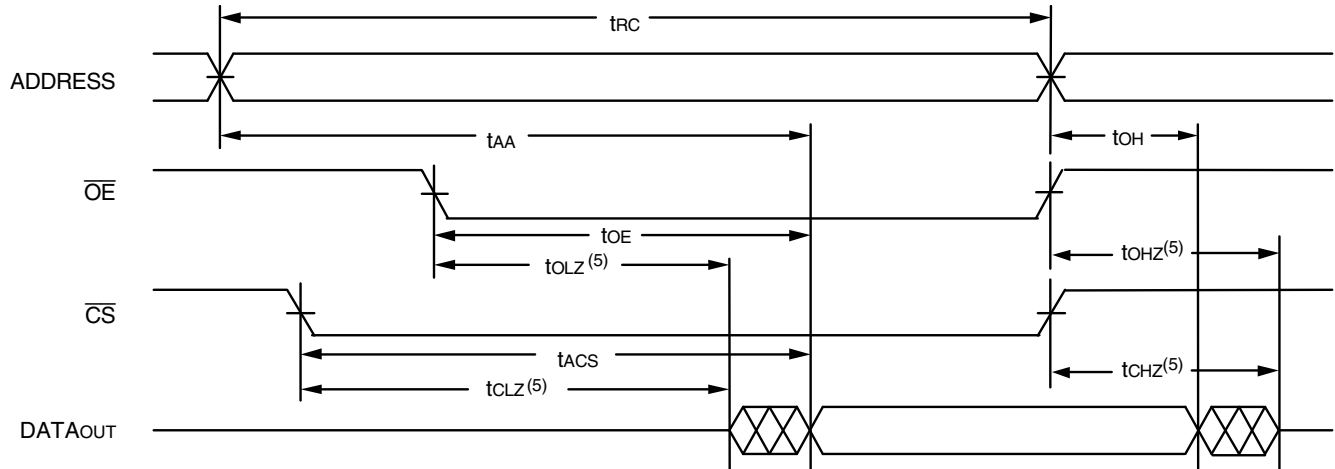 tRC
ADDRESS
tAA
tOH
OE
tOE
tOLZ(5)
tOHZ(5)
CS
tACS
tCLZ(5)
tCHZ(5)
DATAOUT